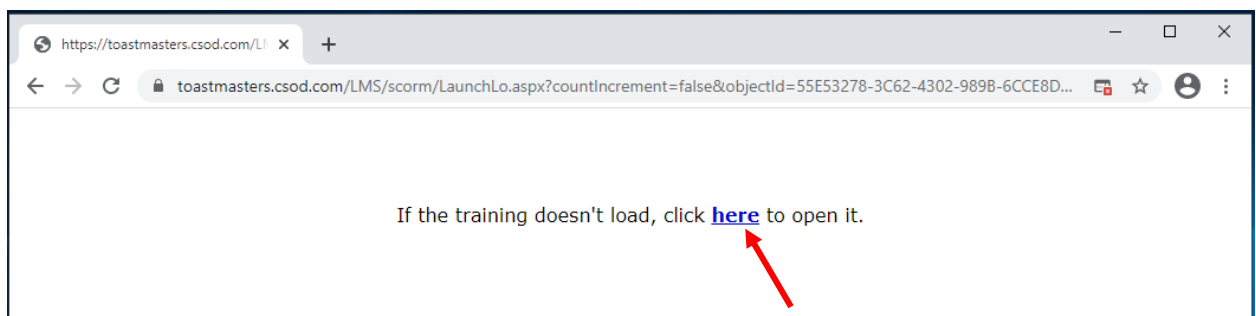 https://toastmasters.csod.com/LM
toastmasters.csod.com/LMS/scorm/LaunchLo.aspx?countIncrement=false&objectId=55E53278-3C62-4302-989B-6CCE8D...
If the training doesn't load, click here to open it.